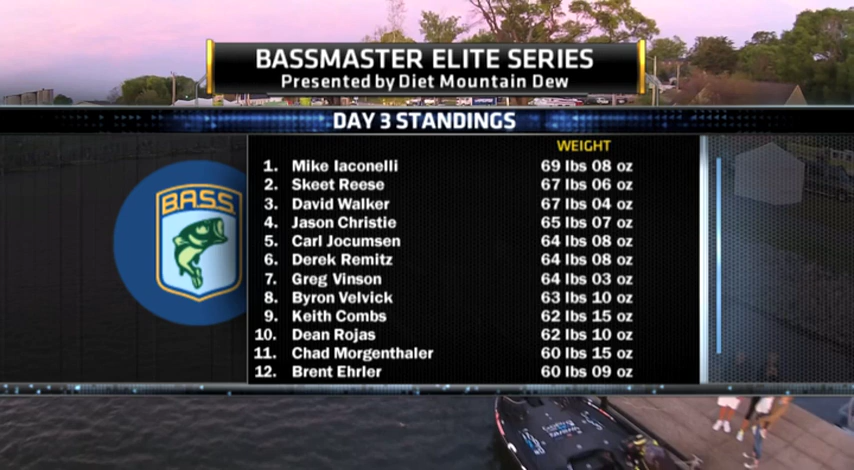 BASSMASTER ELITE SERIES
Presented by Diet Mountain Dew
DAY 3 STANDINGS
WEIGHT
1. Mike Iaconelli 69 lbs 08 oz
2. Skeet Reese 67 lbs 06 oz
3. David Walker 67 lbs 04 oz
4. Jason Christie 65 lbs 07 oz
5. Carl Jocumsen 64 lbs 08 oz
6. Derek Remitz 64 lbs 08 oz
7. Greg Vinson 64 lbs 03 oz
8. Byron Velvick 63 lbs 10 oz
9. Keith Combs 62 lbs 15 oz
10. Dean Rojas 62 lbs 10 oz
11. Chad Morgenthaler 60 lbs 15 oz
12. Brent Ehrler 60 lbs 09 oz
B.A.S.S.